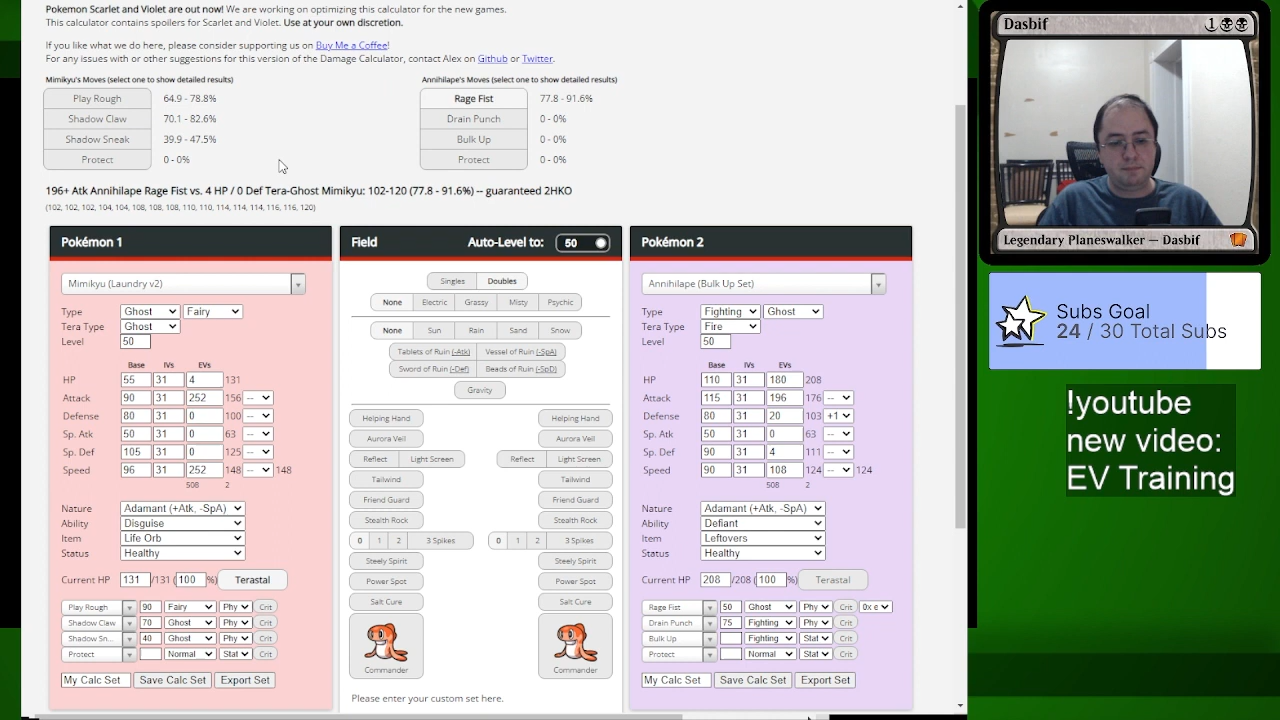 Pokemon Scarlet and Violet are out now! We are working on optimizing this calculator for the new games.
This calculator contains spoilers for Scarlet and Violet. Use at your own discretion.
If you like what we do here, please consider supporting us on Buy Me a Coffee!
For any issues with or other suggestions for this version of the Damage Calculator, contact Alex on Github or Twitter.
Mimikyu's Moves (select one to show detailed results)
Play Rough 64.9 - 78.8%
Shadow Claw 70.1 - 82.6%
Shadow Sneak 39.9 - 47.5%
Protect 0 - 0%
Annihilape's Moves (select one to show detailed results)
Rage Fist 77.8 - 91.6%
Drain Punch 0 - 0%
Bulk Up 0 - 0%
Protect 0 - 0%
196+ Atk Annihilape Rage Fist vs. 4 HP / 0 Def Tera-Ghost Mimikyu: 102-120 (77.8 - 91.6%) -- guaranteed 2HKO
(102, 102, 102, 104, 104, 108, 108, 108, 110, 110, 114, 114, 114, 116, 116, 120)
Pokémon 1
Mimikyu (Laundry v2)
Type Ghost Fairy
Tera Type Ghost
Level 50
Base IVs EVs
HP 55 31 4 131
Attack 90 31 252 156 --
Defense 80 31 0 100 --
Sp. Atk 50 31 0 63 --
Sp. Def 105 31 0 125 --
Speed 96 31 252 148 -- 148
508 2
Nature Adamant (+Atk, -SpA)
Ability Disguise
Item Life Orb
Status Healthy
Current HP 131 /131 (100 %) Terastal
Play Rough 90 Fairy Phy Crit
Shadow Claw 70 Ghost Phy Crit
Shadow Sn... 40 Ghost Phy Crit
Protect Normal Stat Crit
My Calc Set Save Calc Set Export Set
Field Auto-Level to: 50
Singles Doubles
None Electric Grassy Misty Psychic
None Sun Rain Sand Snow
Tablets of Ruin (-Atk) Vessel of Ruin (-SpA)
Sword of Ruin (-Def) Beads of Ruin (-SpD)
Gravity
Helping Hand Helping Hand
Aurora Veil Aurora Veil
Reflect Light Screen Reflect Light Screen
Tailwind Tailwind
Friend Guard Friend Guard
Stealth Rock Stealth Rock
0 1 2 3 Spikes 0 1 2 3 Spikes
Steely Spirit Steely Spirit
Power Spot Power Spot
Salt Cure Salt Cure
Commander Commander
Please enter your custom set here.
Pokémon 2
Annihilape (Bulk Up Set)
Type Fighting Ghost
Tera Type Fire
Level 50
Base IVs EVs
HP 110 31 180 208
Attack 115 31 196 176 --
Defense 80 31 20 103 +1
Sp. Atk 50 31 0 63 --
Sp. Def 90 31 4 111 --
Speed 90 31 108 124 -- 124
508 2
Nature Adamant (+Atk, -SpA)
Ability Defiant
Item Leftovers
Status Healthy
Current HP 208 /208 (100 %) Terastal
Rage Fist 50 Ghost Phy Crit 0x e
Drain Punch 75 Fighting Phy Crit
Bulk Up Fighting Stat Crit
Protect Normal Stat Crit
My Calc Set Save Calc Set Export Set
Dasbif 1
Legendary Planeswalker — Dasbif
Subs Goal
24 / 30 Total Subs
!youtube
new video:
EV Training